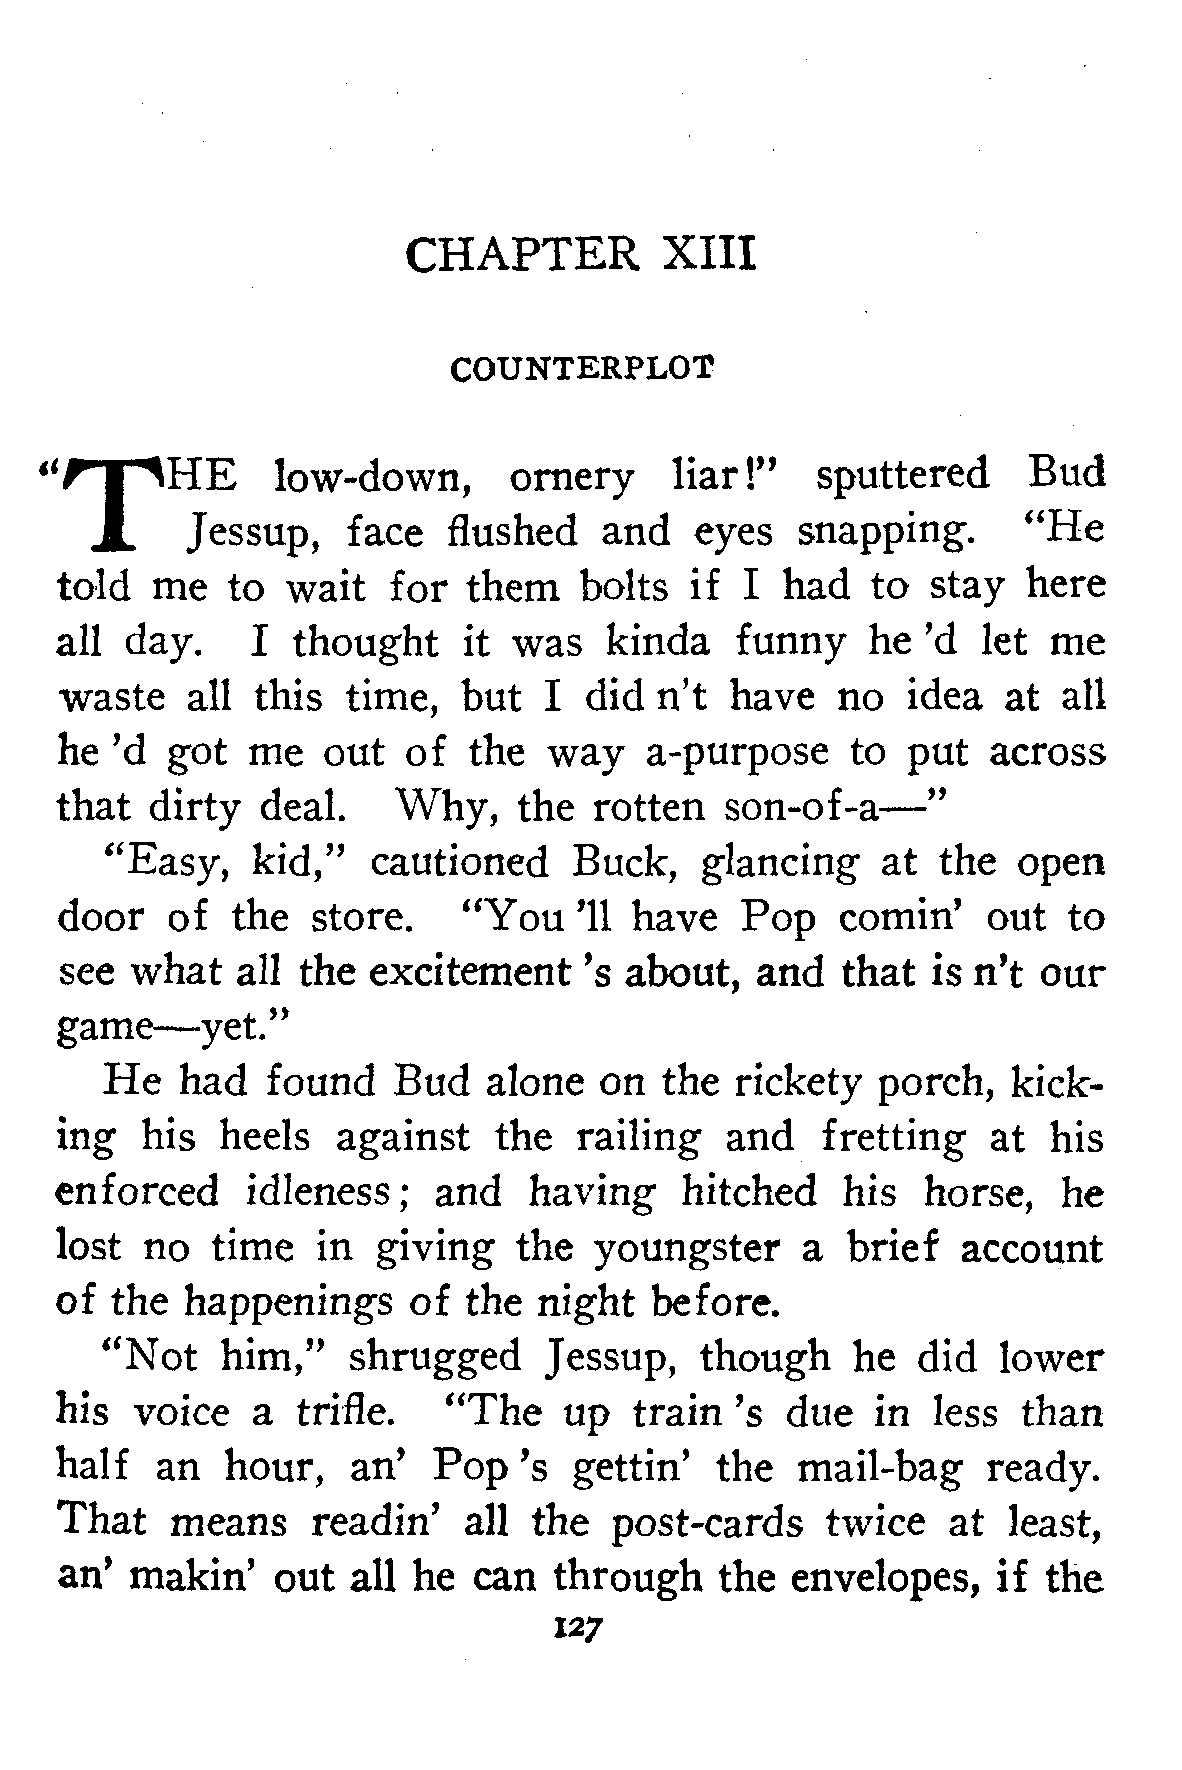 CHAPTER XIII
COUNTERPLOT
“THE low-down, ornery liar!” sputtered Bud
Jessup, face flushed and eyes snapping. “He
told me to wait for them bolts if I had to stay here
all day. I thought it was kinda funny he ’d let me
waste all this time, but I did n’t have no idea at all
he ’d got me out of the way a-purpose to put across
that dirty deal. Why, the rotten son-of-a—”
“Easy, kid,” cautioned Buck, glancing at the open
door of the store. “You ’ll have Pop comin’ out to
see what all the excitement ’s about, and that is n’t our
game—yet.”
He had found Bud alone on the rickety porch, kick-
ing his heels against the railing and fretting at his
enforced idleness; and having hitched his horse, he
lost no time in giving the youngster a brief account
of the happenings of the night before.
“Not him,” shrugged Jessup, though he did lower
his voice a trifle. “The up train ’s due in less than
half an hour, an’ Pop ’s gettin’ the mail-bag ready.
That means readin’ all the post-cards twice at least,
an’ makin’ out all he can through the envelopes, if the
127